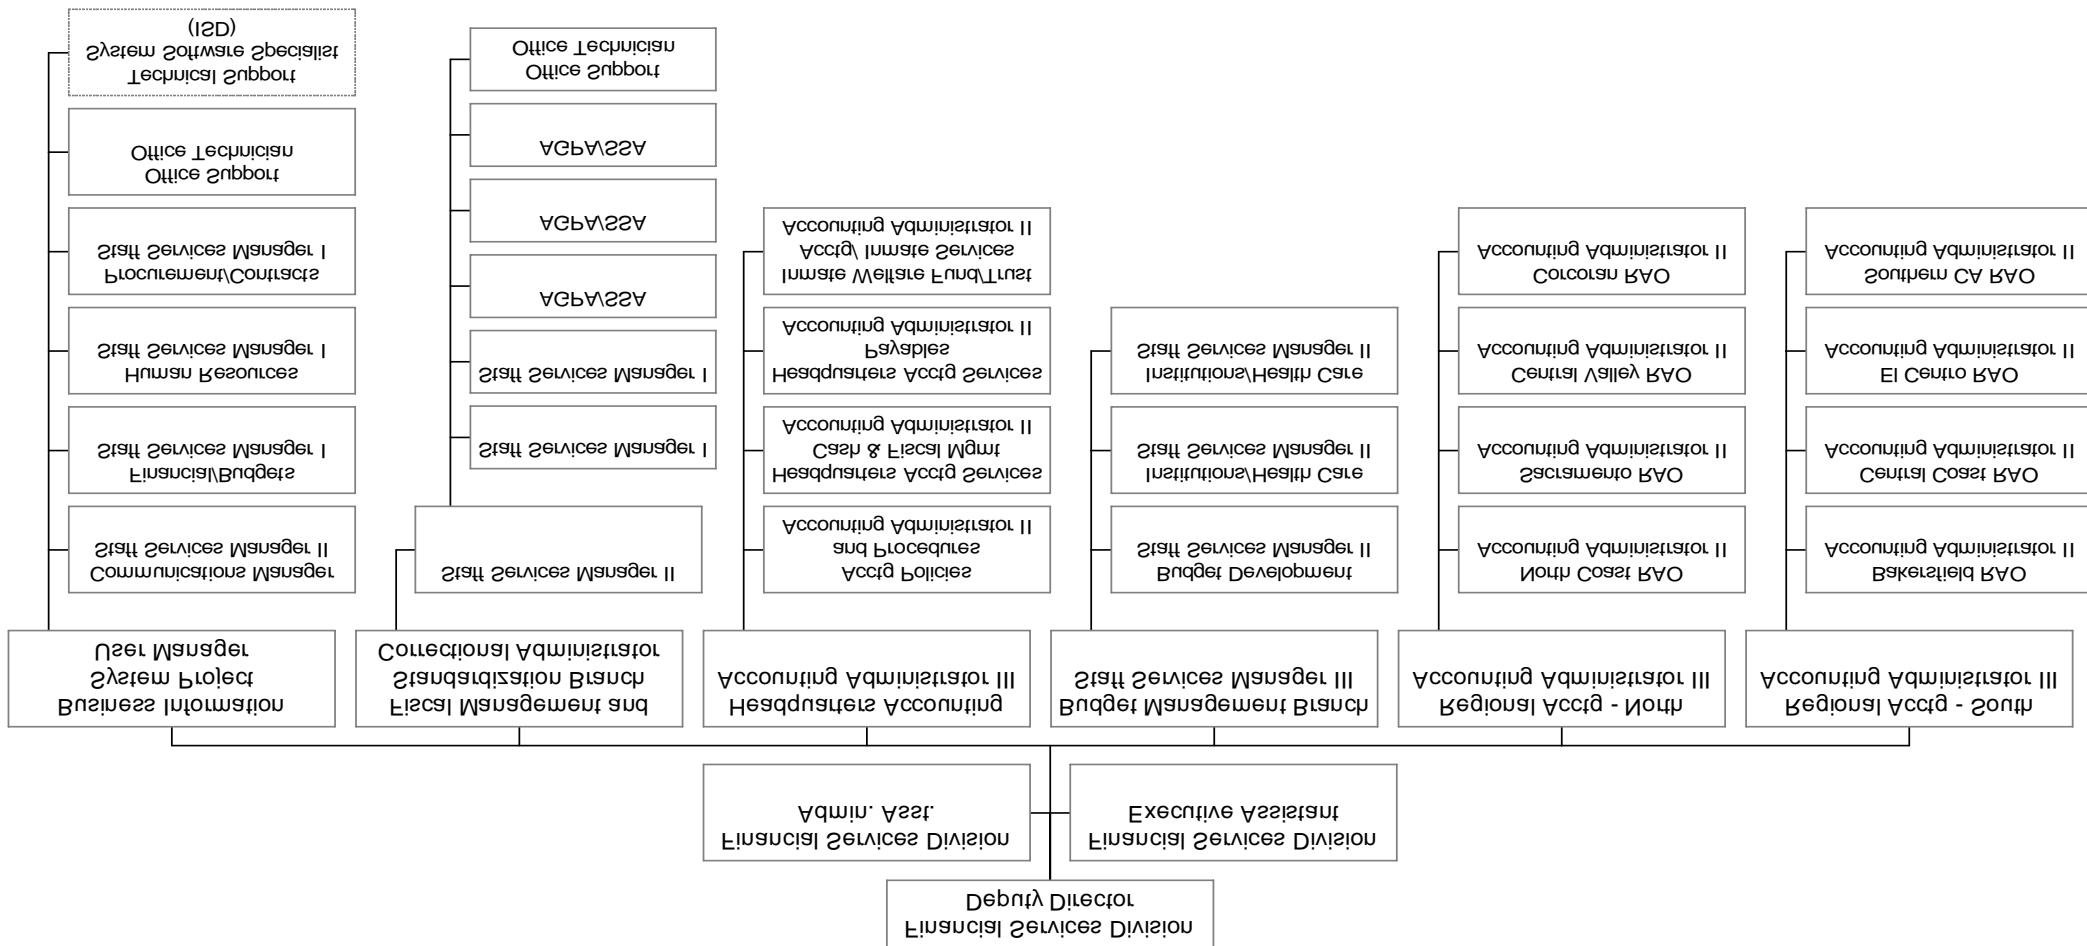 Financial Services Division
Deputy Director
Financial Services Division
Admin. Asst.
Financial Services Division
Executive Assistant
Business Information
System Project
User Manager
Communications Manager
Staff Services Manager II
Financial/Budgets
Staff Services Manager I
Human Resources
Staff Services Manager I
Procurement/Contracts
Staff Services Manager I
Office Support
Office Technician
Technical Support
System Software Specialist
(ISD)
Fiscal Management and
Standardization Branch
Correctional Administrator
Staff Services Manager II
Staff Services Manager I
Staff Services Manager I
AGPA/SSA
AGPA/SSA
AGPA/SSA
Office Support
Office Technician
Headquarters Accounting
Accounting Administrator III
Acctg Policies
and Procedures
Accounting Administrator II
Headquarters Acctg Services
Cash & Fiscal Mgmt
Accounting Administrator II
Headquarters Acctg Services
Payables
Accounting Administrator II
Inmate Welfare Fund/Trust
Acctg/ Inmate Services
Accounting Administrator II
Budget Management Branch
Staff Services Manager III
Budget Development
Staff Services Manager II
Institutions/Health Care
Staff Services Manager II
Institutions/Health Care
Staff Services Manager II
Regional Acctg - North
Accounting Administrator III
North Coast RAO
Accounting Administrator II
Sacramento RAO
Accounting Administrator II
Central Valley RAO
Accounting Administrator II
Corcoran RAO
Accounting Administrator II
Regional Acctg - South
Accounting Administrator III
Bakersfield RAO
Accounting Administrator II
Central Coast RAO
Accounting Administrator II
El Centro RAO
Accounting Administrator II
Southern CA RAO
Accounting Administrator II